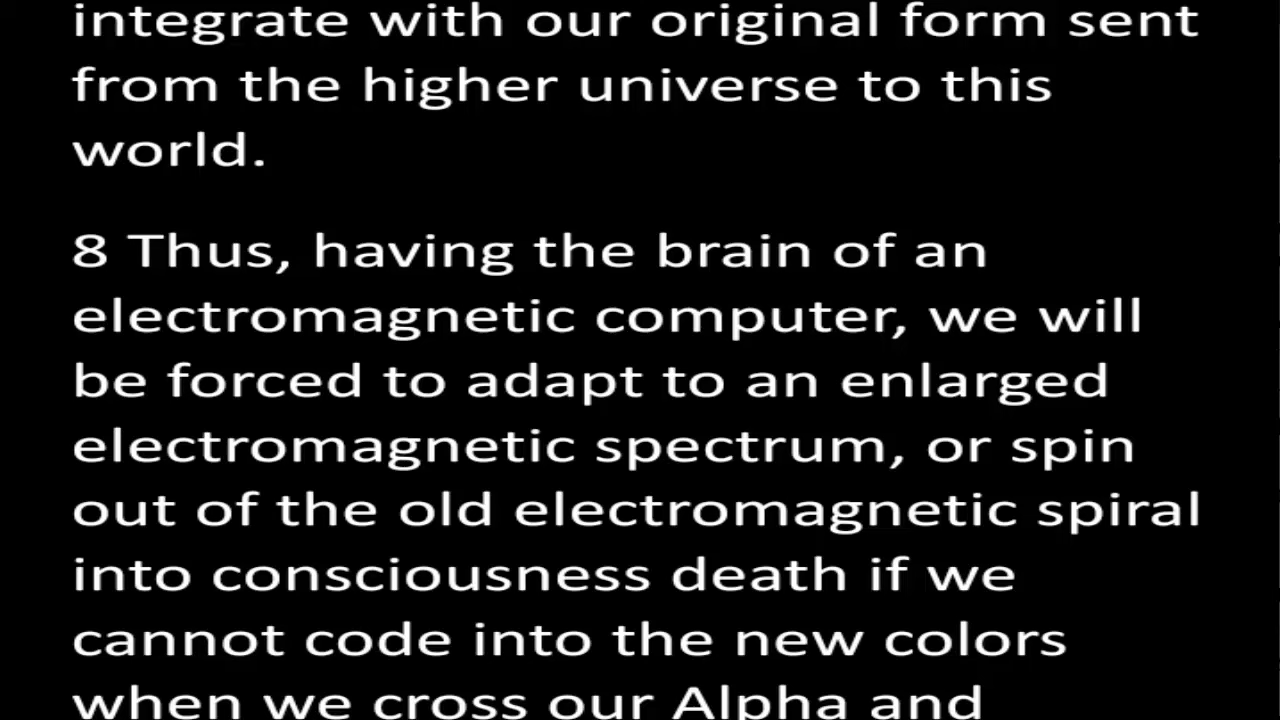 integrate with our original form sent
from the higher universe to this
world.
8 Thus, having the brain of an
electromagnetic computer, we will
be forced to adapt to an enlarged
electromagnetic spectrum, or spin
out of the old electromagnetic spiral
into consciousness death if we
cannot code into the new colors
when we cross our Alpha and